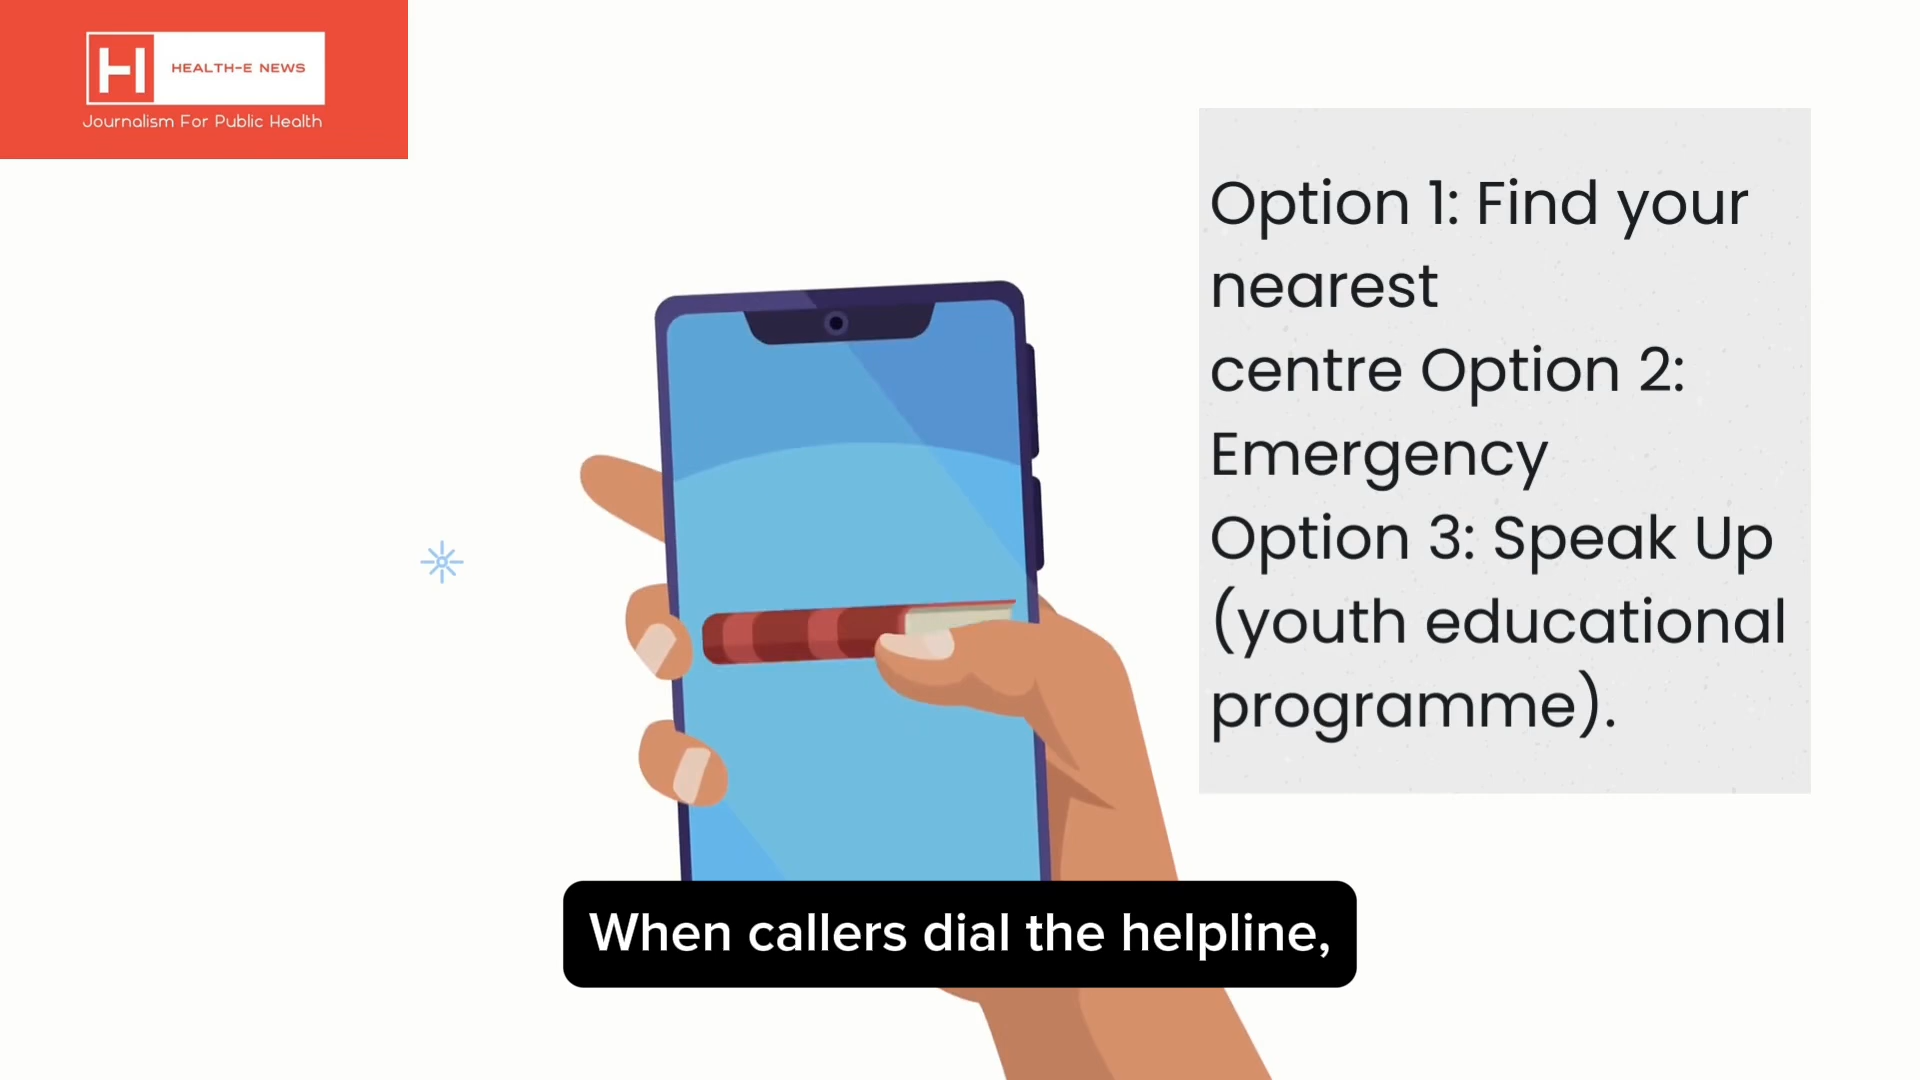 H
HEALTH-E NEWS
Journalism For Public Health
Option 1: Find your
nearest
centre Option 2:
Emergency
Option 3: Speak Up
(youth educational
programme).
When callers dial the helpline,